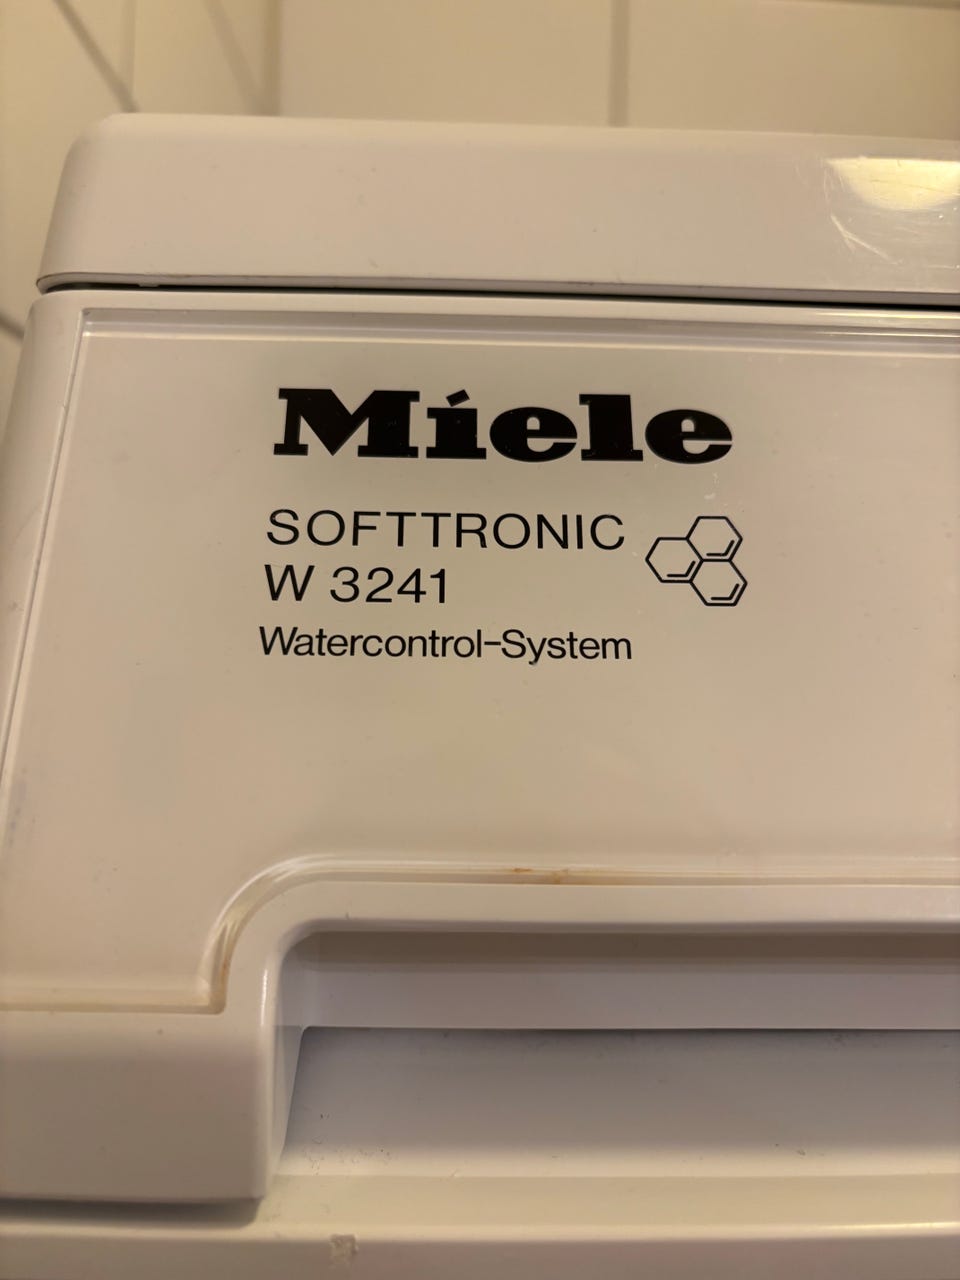 Miele
SOFTTRONIC
W 3241
Watercontrol-System